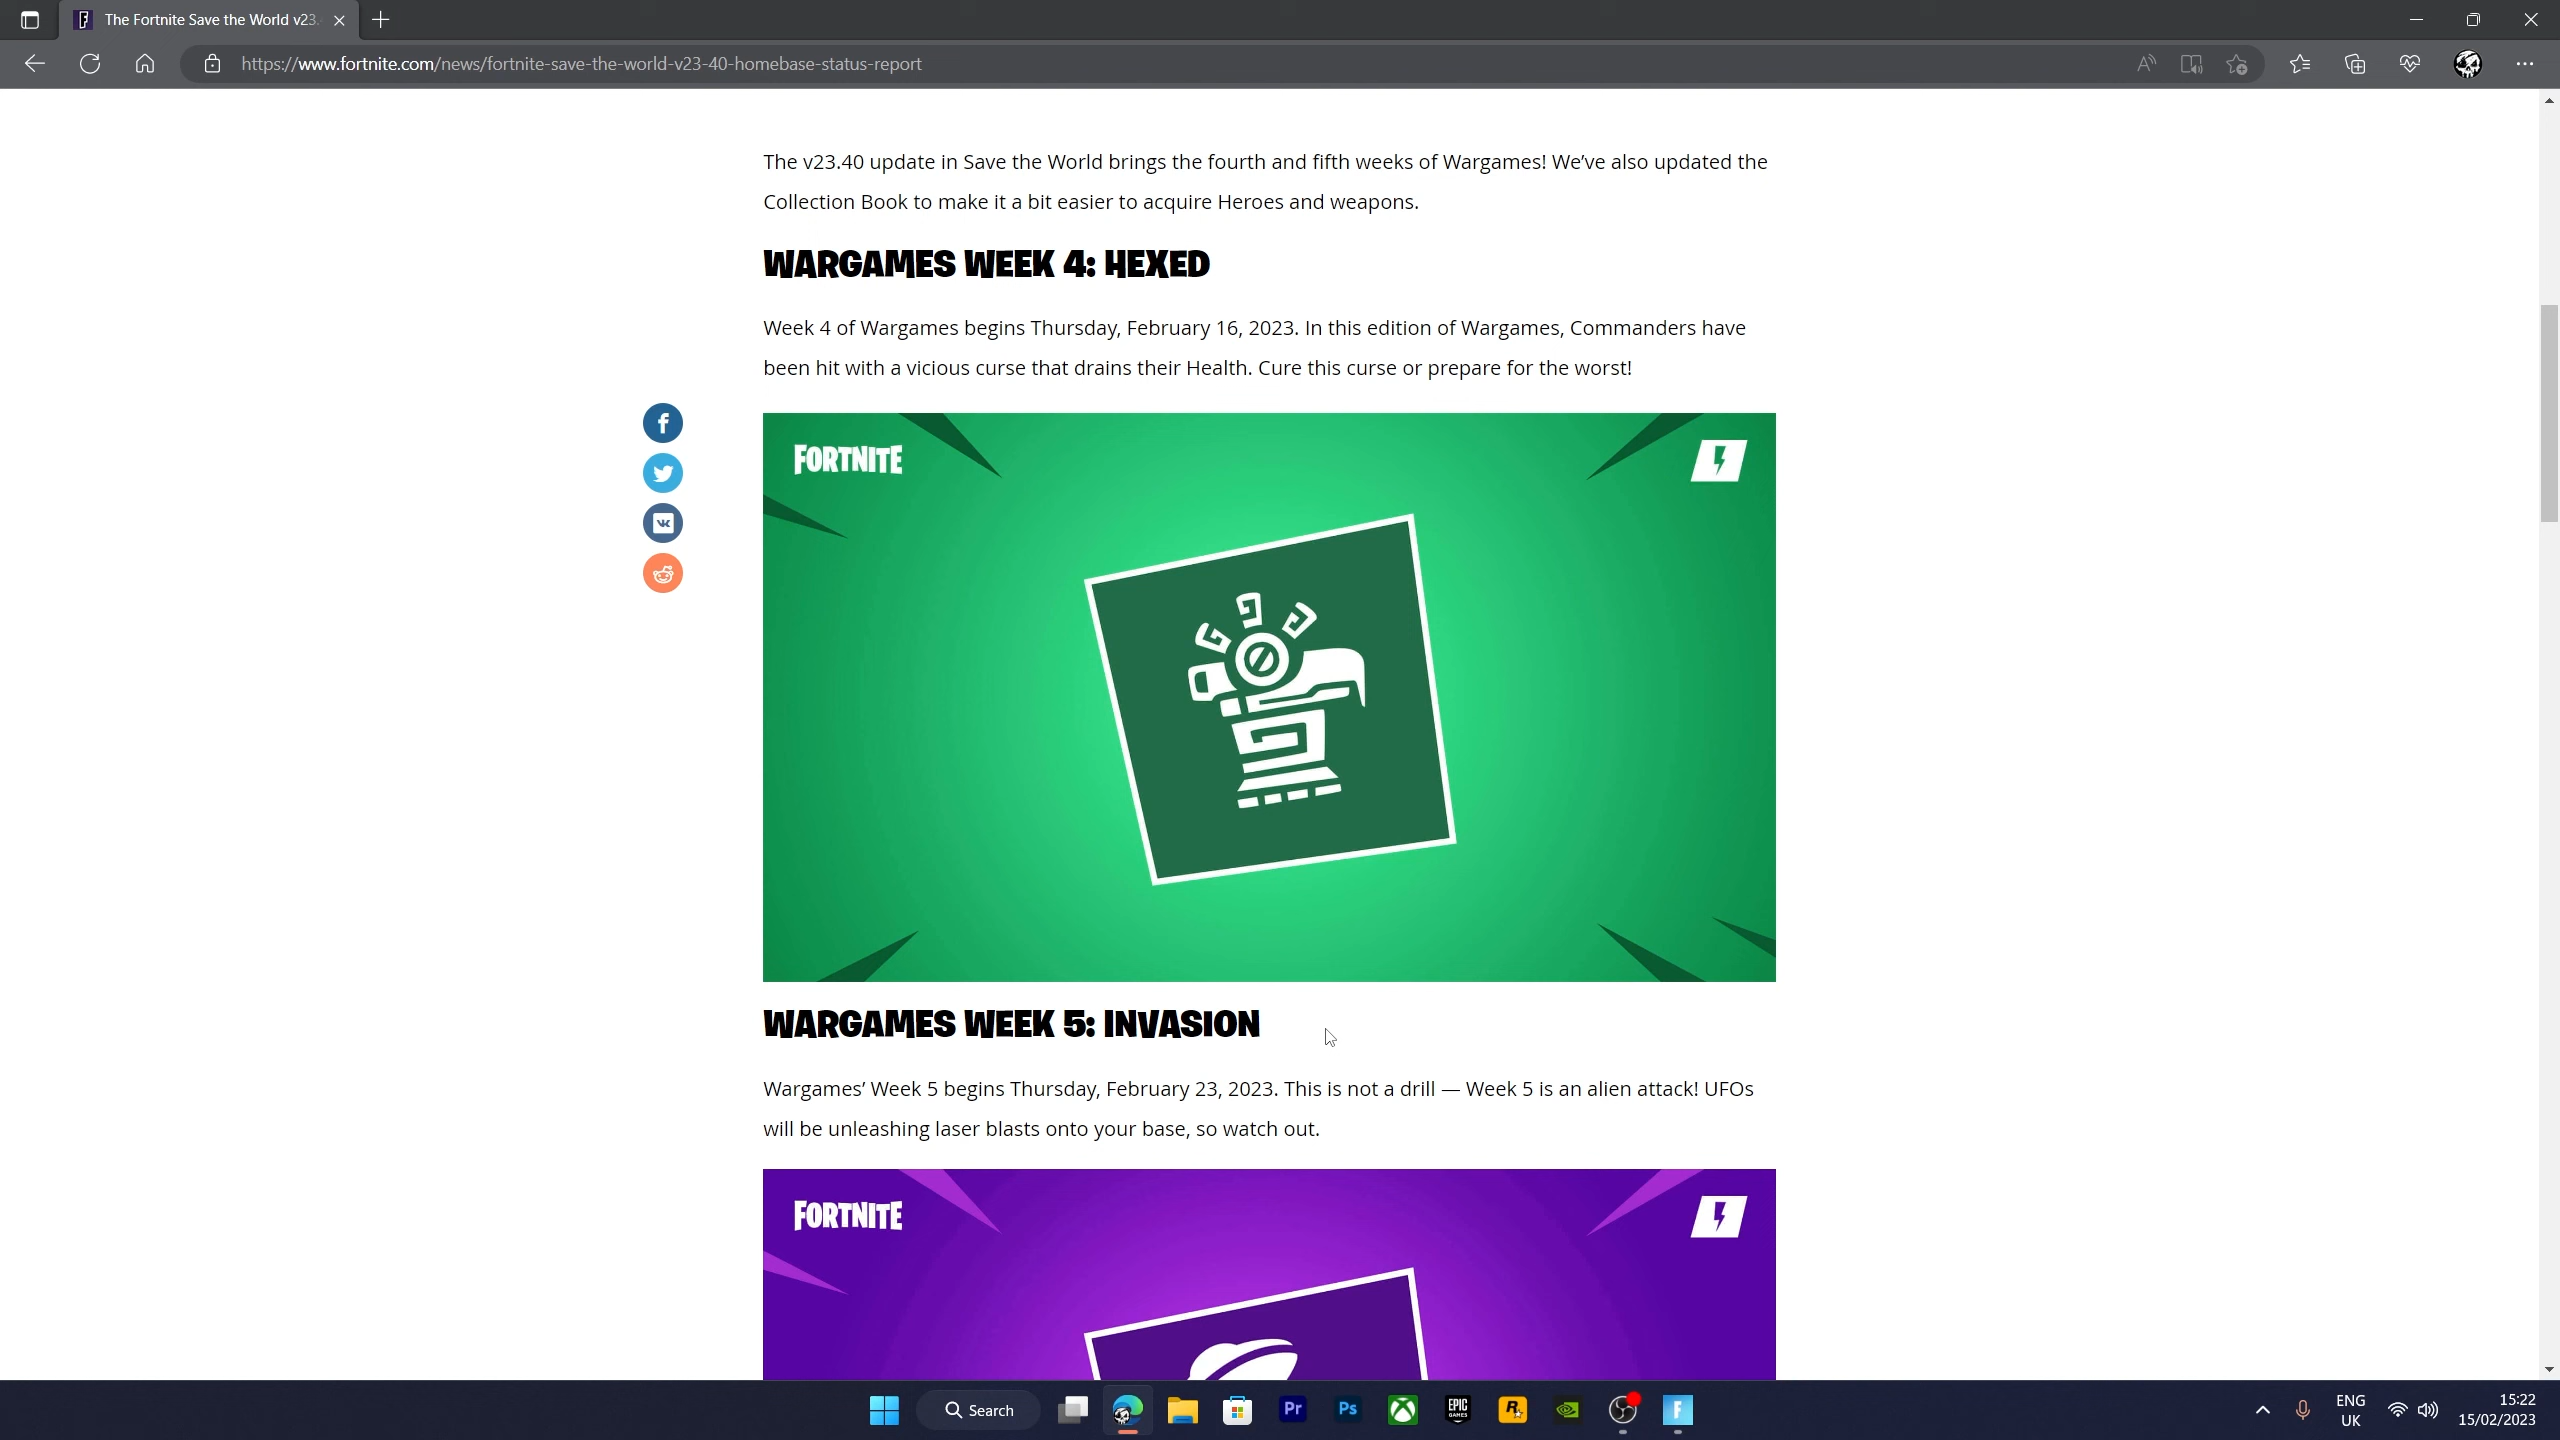 The Fortnite Save the World v23.
https://www.fortnite.com/news/fortnite-save-the-world-v23-40-homebase-status-report
The v23.40 update in Save the World brings the fourth and fifth weeks of Wargames! We’ve also updated the
Collection Book to make it a bit easier to acquire Heroes and weapons.
WARGAMES WEEK 4: HEXED
Week 4 of Wargames begins Thursday, February 16, 2023. In this edition of Wargames, Commanders have
been hit with a vicious curse that drains their Health. Cure this curse or prepare for the worst!
FORTNITE
WARGAMES WEEK 5: INVASION
Wargames’ Week 5 begins Thursday, February 23, 2023. This is not a drill — Week 5 is an alien attack! UFOs
will be unleashing laser blasts onto your base, so watch out.
FORTNITE
Search
Pr
Ps
EPIC
GAMES
ENG
UK
15:22
15/02/2023